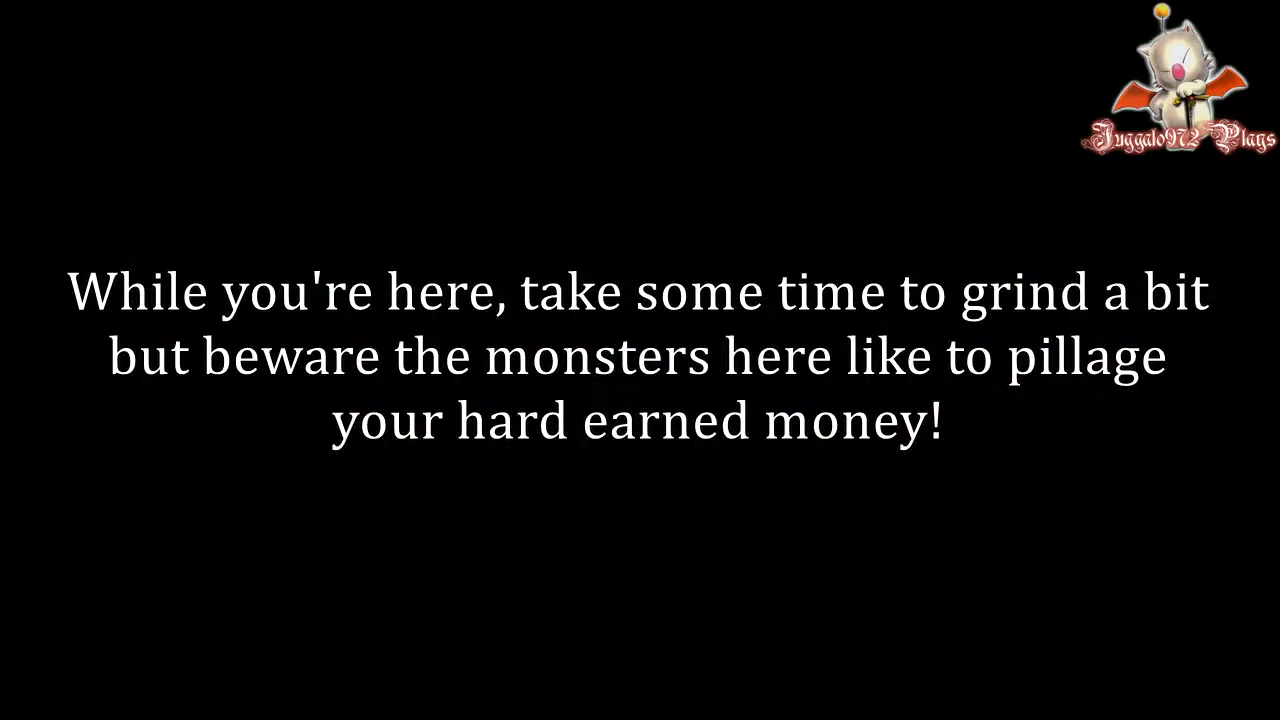 Juggalo972 Plays
While you're here, take some time to grind a bit
but beware the monsters here like to pillage
your hard earned money!